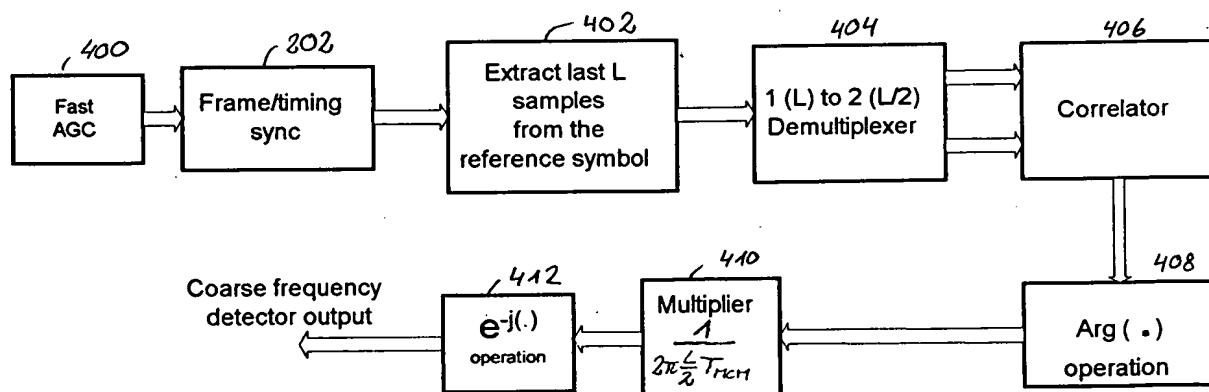 400
Fast
AGC
202
Frame/timing
sync
402
Extract last L
samples
from the
reference symbol
404
1 (L) to 2 (L/2)
Demultiplexer
406
Correlator
408
Arg ( . )
operation
410
Multiplier
1
2π L/2 T_MCM
412
e^-j(.)
operation
Coarse frequency
detector output